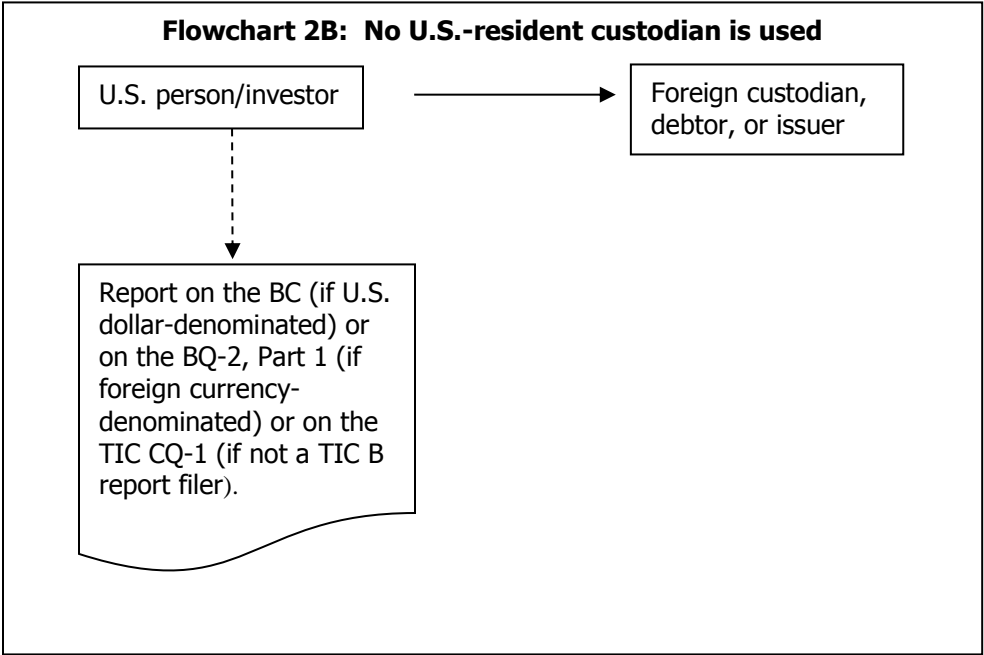 Flowchart 2B:  No U.S.-resident custodian is used
U.S. person/investor
Foreign custodian,
debtor, or issuer
Report on the BC (if U.S.
dollar-denominated) or
on the BQ-2, Part 1 (if
foreign currency-
denominated) or on the
TIC CQ-1 (if not a TIC B
report filer).